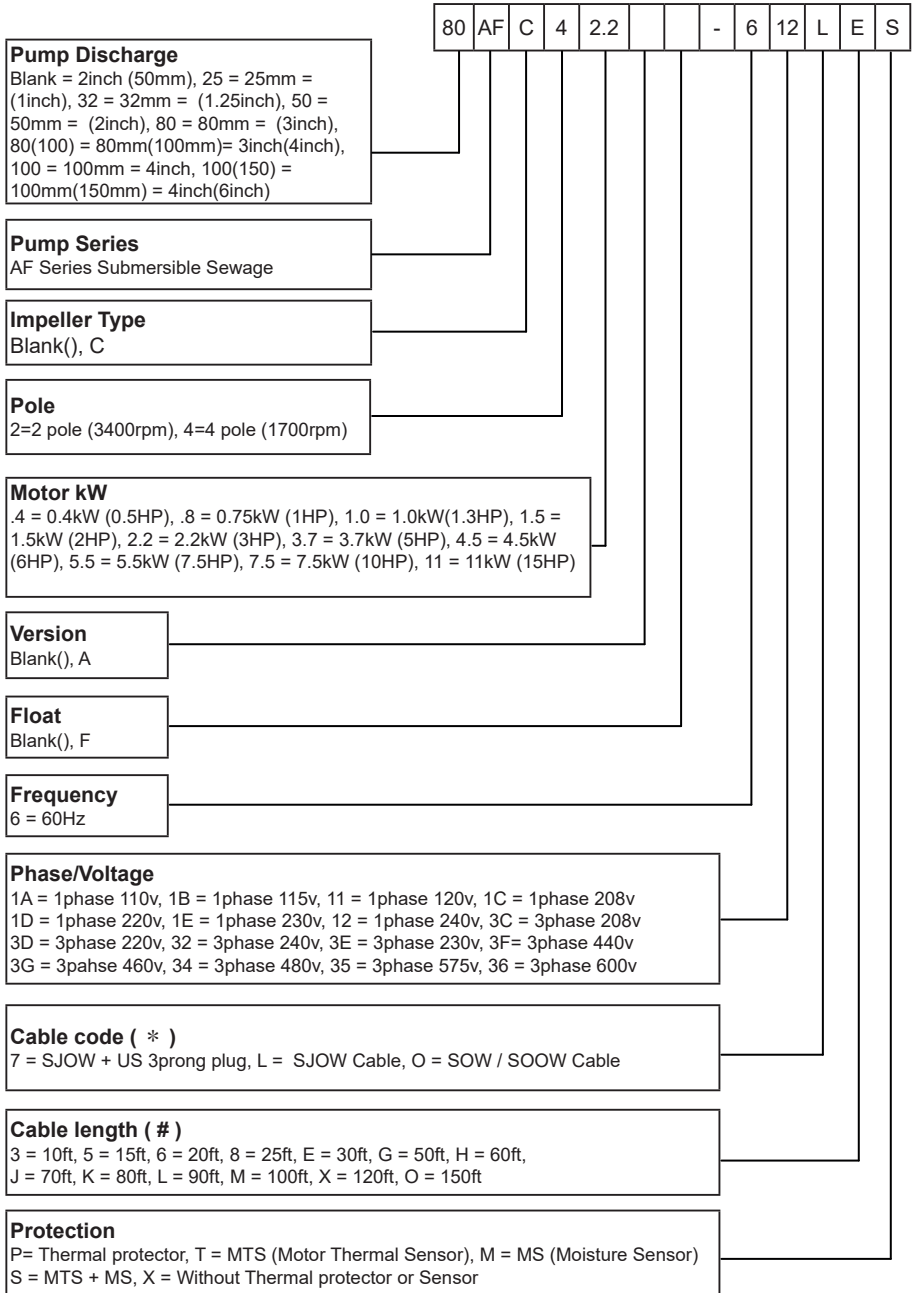 80 AF C 4 2.2 - 6 12 L E S
Pump Discharge
Blank = 2inch (50mm), 25 = 25mm =
(1inch), 32 = 32mm =  (1.25inch), 50 =
50mm =  (2inch), 80 = 80mm =  (3inch),
80(100) = 80mm(100mm)= 3inch(4inch),
100 = 100mm = 4inch, 100(150) =
100mm(150mm) = 4inch(6inch)
Pump Series
AF Series Submersible Sewage
Impeller Type
Blank(), C
Pole
2=2 pole (3400rpm), 4=4 pole (1700rpm)
Motor kW
.4 = 0.4kW (0.5HP), .8 = 0.75kW (1HP), 1.0 = 1.0kW(1.3HP), 1.5 =
1.5kW (2HP), 2.2 = 2.2kW (3HP), 3.7 = 3.7kW (5HP), 4.5 = 4.5kW
(6HP), 5.5 = 5.5kW (7.5HP), 7.5 = 7.5kW (10HP), 11 = 11kW (15HP)
Version
Blank(), A
Float
Blank(), F
Frequency
6 = 60Hz
Phase/Voltage
1A = 1phase 110v, 1B = 1phase 115v, 11 = 1phase 120v, 1C = 1phase 208v
1D = 1phase 220v, 1E = 1phase 230v, 12 = 1phase 240v, 3C = 3phase 208v
3D = 3phase 220v, 32 = 3phase 240v, 3E = 3phase 230v, 3F= 3phase 440v
3G = 3pahse 460v, 34 = 3phase 480v, 35 = 3phase 575v, 36 = 3phase 600v
Cable code ( * )
7 = SJOW + US 3prong plug, L =  SJOW Cable, O = SOW / SOOW Cable
Cable length ( # )
3 = 10ft, 5 = 15ft, 6 = 20ft, 8 = 25ft, E = 30ft, G = 50ft, H = 60ft,
J = 70ft, K = 80ft, L = 90ft, M = 100ft, X = 120ft, O = 150ft
Protection
P= Thermal protector, T = MTS (Motor Thermal Sensor), M = MS (Moisture Sensor)
S = MTS + MS, X = Without Thermal protector or Sensor